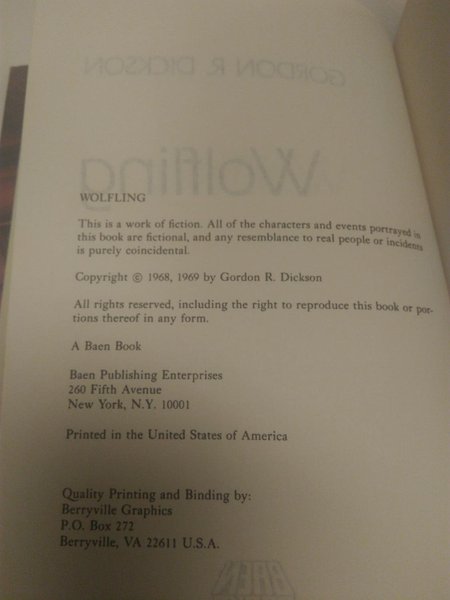 GORDON R. DICKSON
Wolfling
WOLFLING
This is a work of fiction. All of the characters and events portrayed in
this book are fictional, and any resemblance to real people or incidents
is purely coincidental.
Copyright © 1968, 1969 by Gordon R. Dickson
All rights reserved, including the right to reproduce this book or por-
tions thereof in any form.
A Baen Book
Baen Publishing Enterprises
260 Fifth Avenue
New York, N.Y. 10001
Printed in the United States of America
Quality Printing and Binding by:
Berryville Graphics
P.O. Box 272
Berryville, VA 22611 U.S.A.
BAEN